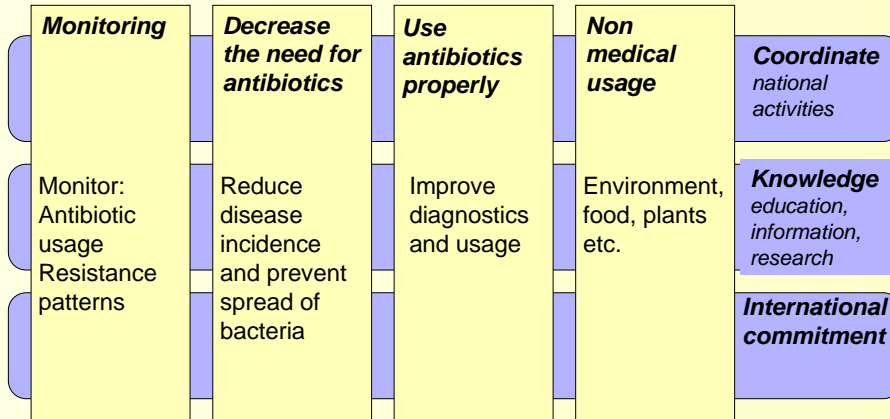 Monitoring
Monitor:
Antibiotic
usage
Resistance
patterns
Decrease
the need for
antibiotics
Reduce
disease
incidence
and prevent
spread of
bacteria
Use
antibiotics
properly
Improve
diagnostics
and usage
Non
medical
usage
Environment,
food, plants
etc.
Coordinate
national
activities
Knowledge
education,
information,
research
International
commitment